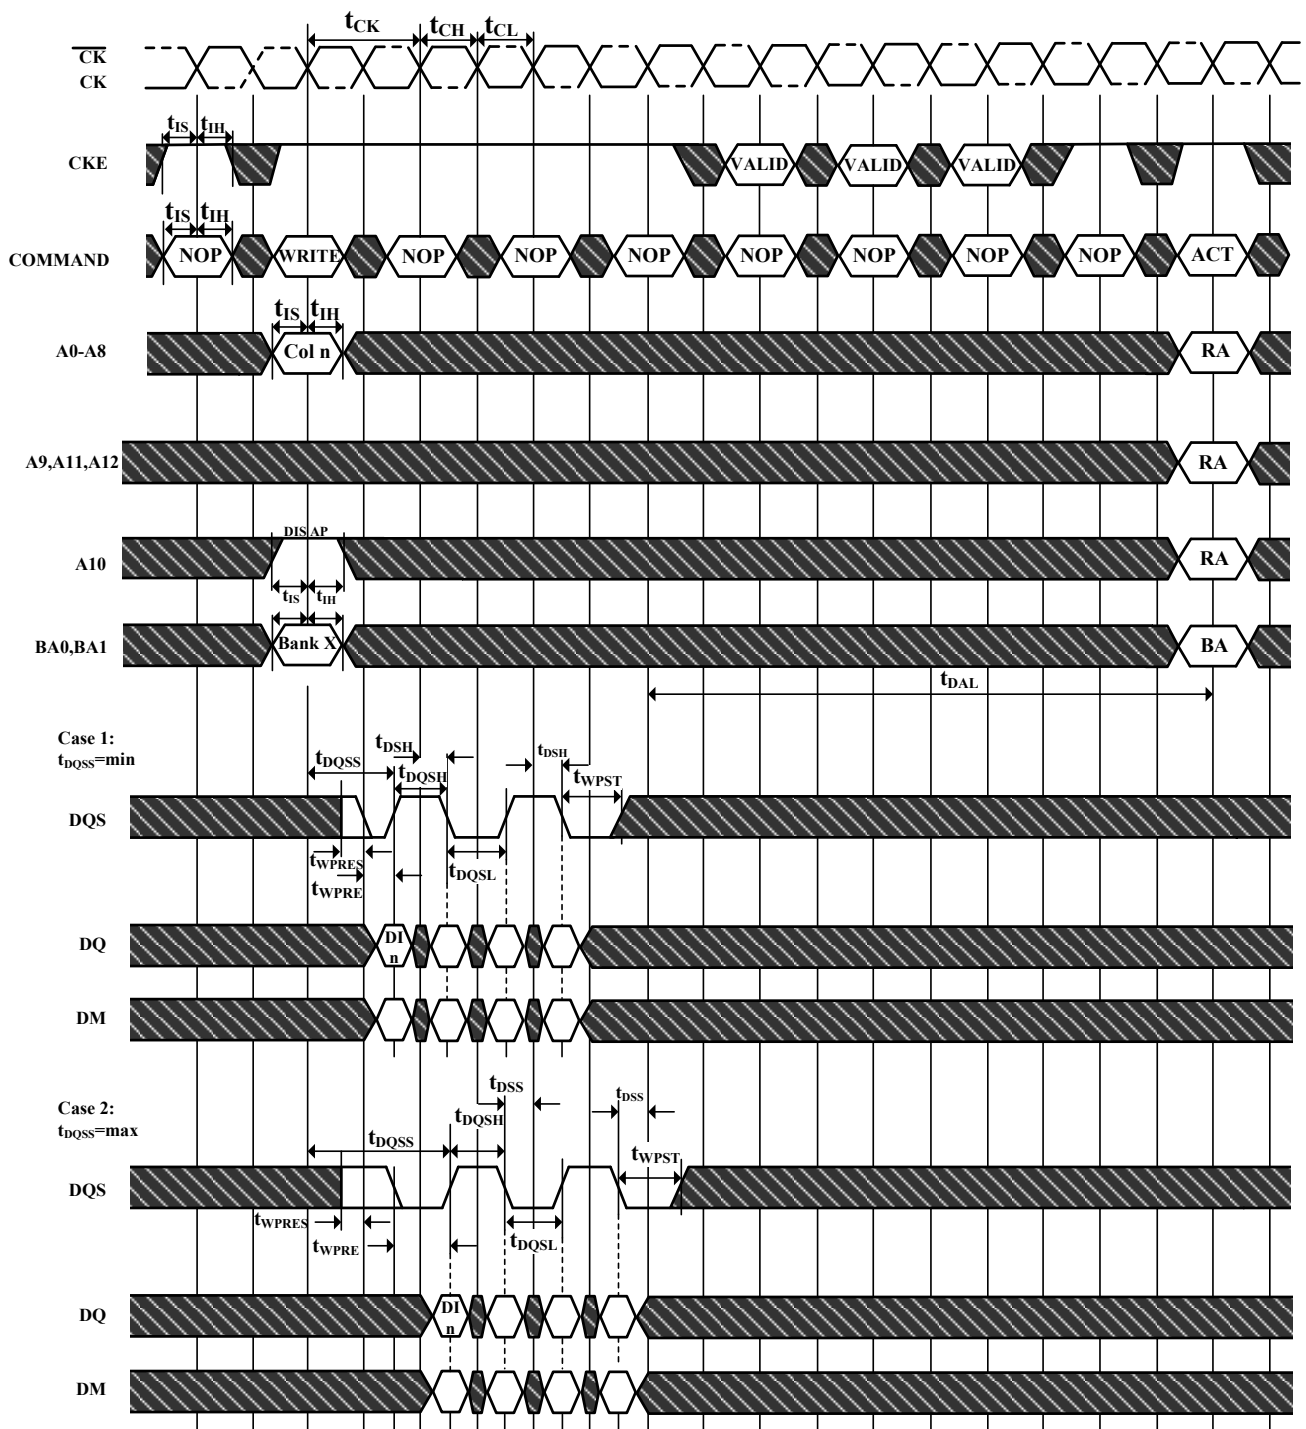 tCK tCH tCL
CK
CK
tIS tIH
CKE VALID VALID VALID
tIS tIH
COMMAND NOP WRITE NOP NOP NOP NOP NOP NOP NOP ACT
tIS tIH
A0-A8 Col n RA
A9,A11,A12 RA
DIS AP
A10 RA
tIS tIH
BA0,BA1 Bank X BA
tDAL
Case 1:
tDQSS=min
tDSH tDSH
tDQSS tDQSH tWPST
DQS
tWPRES
tDQSL
tWPRE
DQ DI
n
DM
tDSS tDSS
Case 2:
tDQSS=max
tDQSH
tDQSS
tWPST
DQS
tWPRES
tWPRE tDQSL
DQ DI
n
DM